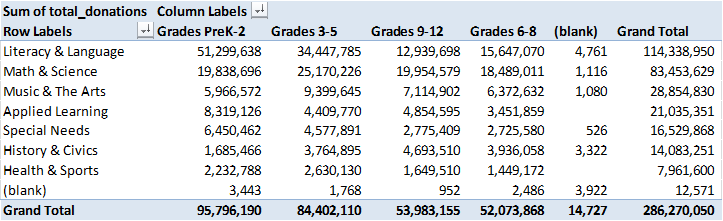 Sum of total_donations Column Labels
Row Labels Grades PreK-2 Grades 3-5 Grades 9-12 Grades 6-8 (blank) Grand Total
Literacy & Language 51,299,638 34,447,785 12,939,698 15,647,070 4,761 114,338,950
Math & Science 19,838,696 25,170,226 19,954,579 18,489,011 1,116 83,453,629
Music & The Arts 5,966,572 9,399,645 7,114,902 6,372,632 1,080 28,854,830
Applied Learning 8,319,126 4,409,770 4,854,595 3,451,859 21,035,351
Special Needs 6,450,462 4,577,891 2,775,409 2,725,580 526 16,529,868
History & Civics 1,685,466 3,764,895 4,693,510 3,936,058 3,322 14,083,251
Health & Sports 2,232,788 2,630,130 1,649,510 1,449,172 7,961,600
(blank) 3,443 1,768 952 2,486 3,922 12,571
Grand Total 95,796,190 84,402,110 53,983,155 52,073,868 14,727 286,270,050